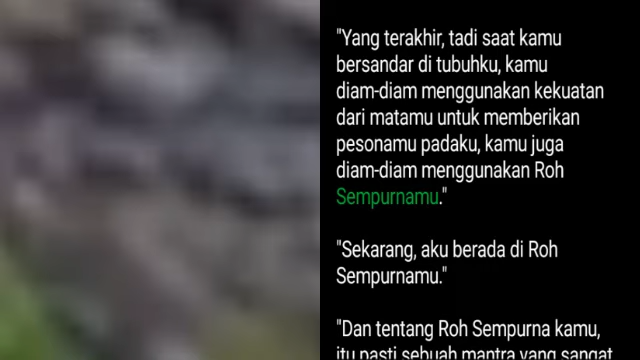 "Yang terakhir, tadi saat kamu
bersandar di tubuhku, kamu
diam-diam menggunakan kekuatan
dari matamu untuk memberikan
pesonamu padaku, kamu juga
diam-diam menggunakan Roh
Sempurnamu."
"Sekarang, aku berada di Roh
Sempurnamu."
"Dan tentang Roh Sempurna kamu,
itu pasti sebuah mantra yang sangat